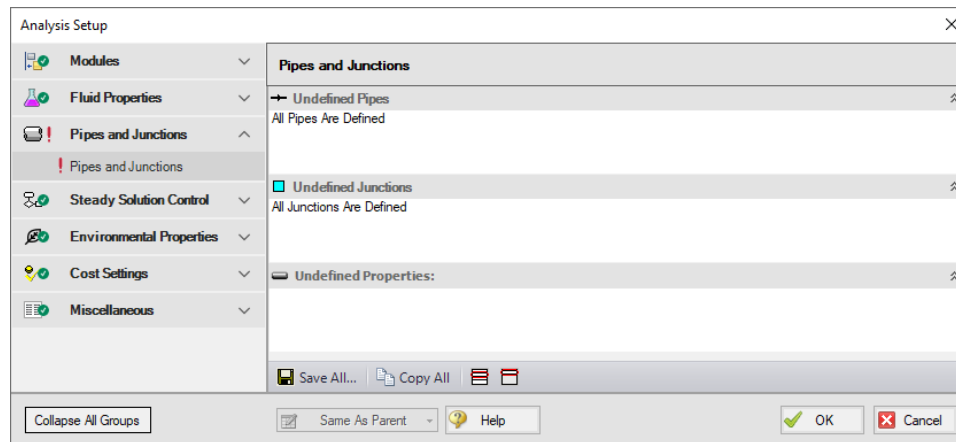 Analysis Setup
Modules
Fluid Properties
Pipes and Junctions
Pipes and Junctions
Steady Solution Control
Environmental Properties
Cost Settings
Miscellaneous
Pipes and Junctions
Undefined Pipes
All Pipes Are Defined
Undefined Junctions
All Junctions Are Defined
Undefined Properties:
Save All... Copy All
Collapse All Groups Same As Parent Help OK Cancel